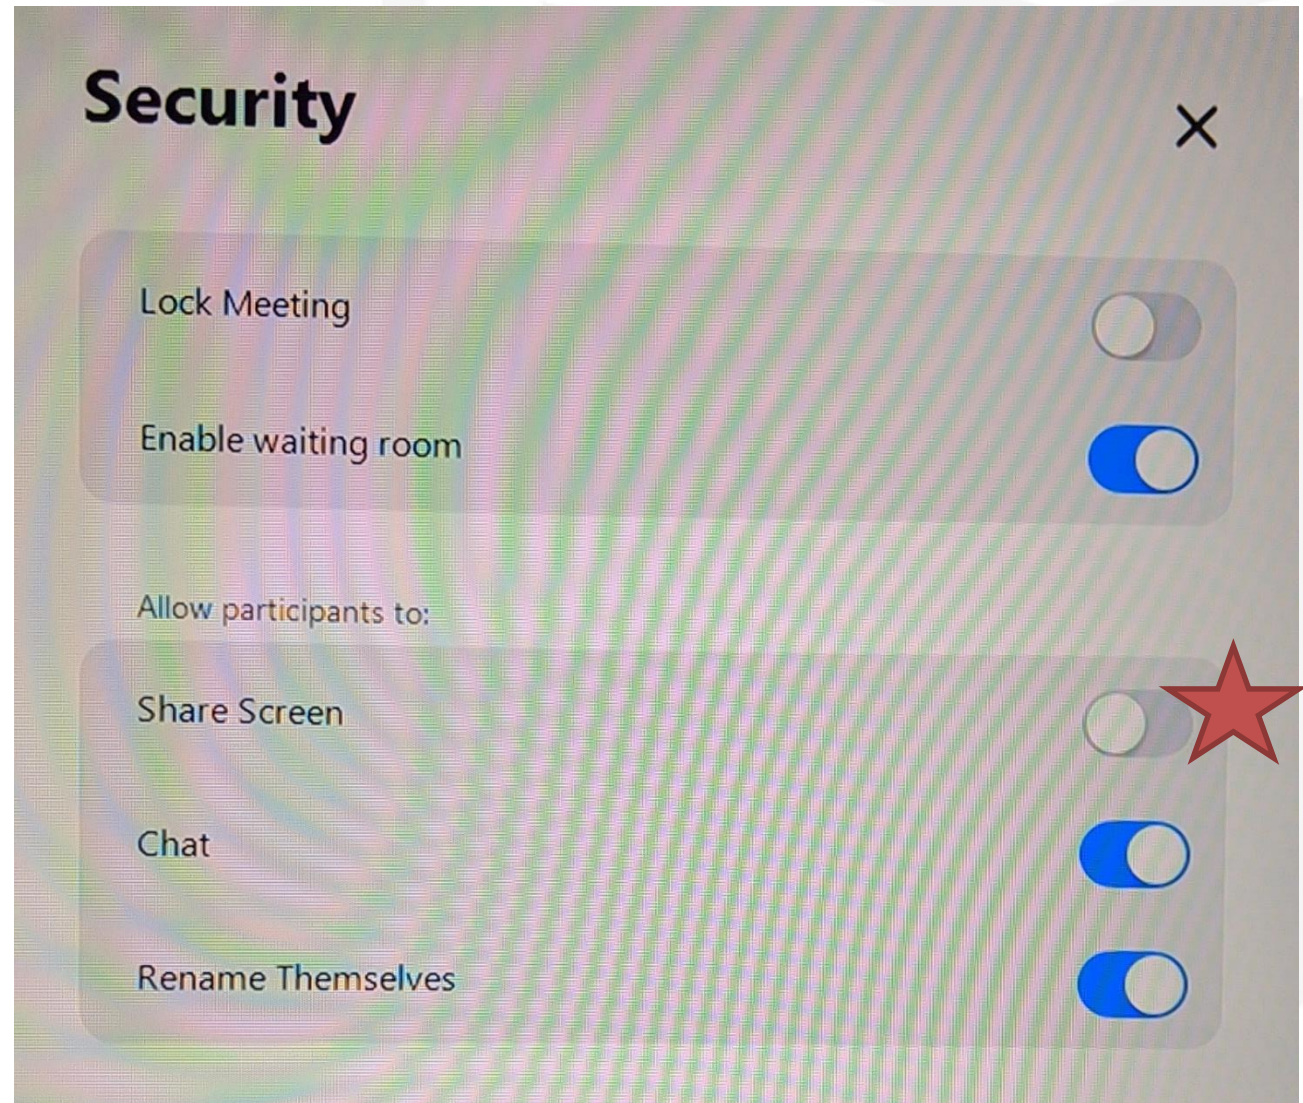 Security
Lock Meeting
Enable waiting room
Allow participants to:
Share Screen
Chat
Rename Themselves